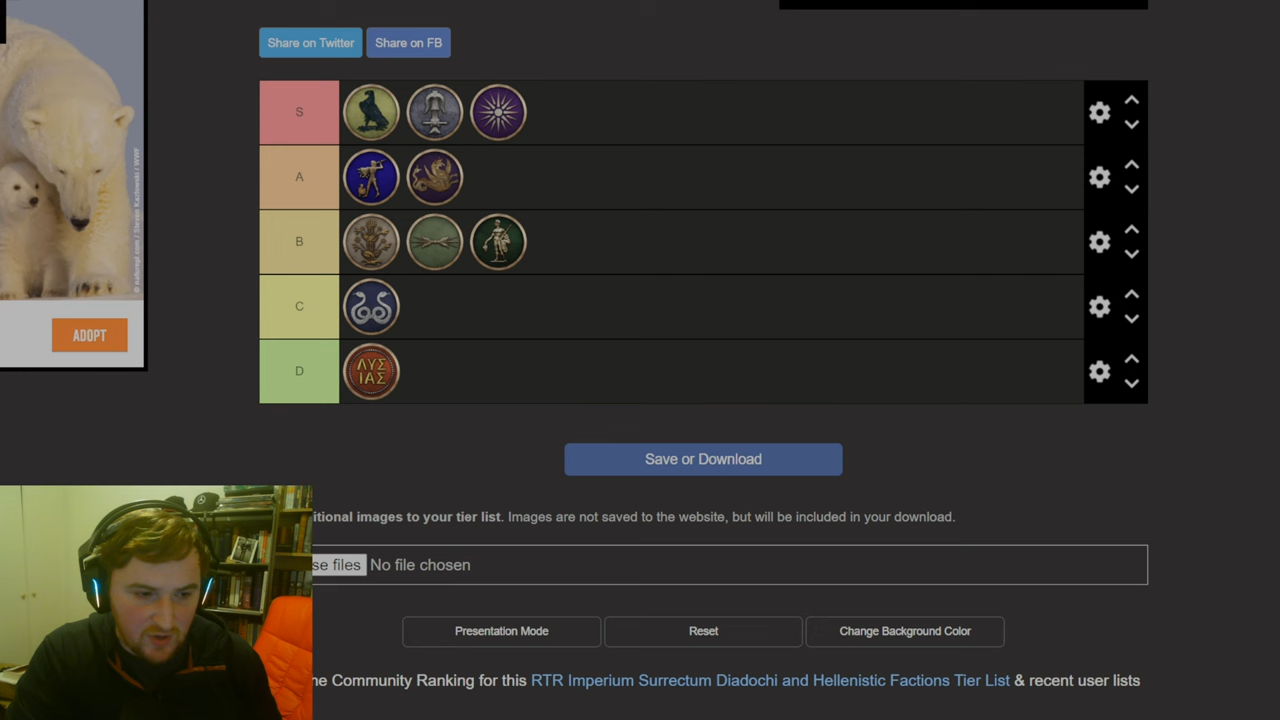 Share on Twitter Share on FB
S
A
B
C
D
ΛΥΣ
ΙΑΣ
ADOPT
Save or Download
itional images to your tier list. Images are not saved to the website, but will be included in your download.
se files No file chosen
Presentation Mode Reset Change Background Color
he Community Ranking for this RTR Imperium Surrectum Diadochi and Hellenistic Factions Tier List & recent user lists